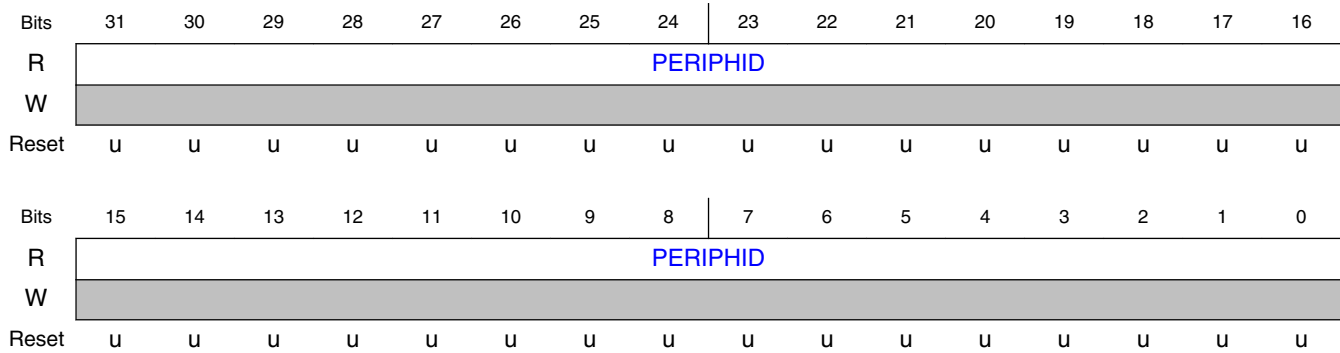 Bits 31 30 29 28 27 26 25 24 23 22 21 20 19 18 17 16
R PERIPHID
W
Reset u u u u u u u u u u u u u u u u
Bits 15 14 13 12 11 10 9 8 7 6 5 4 3 2 1 0
R PERIPHID
W
Reset u u u u u u u u u u u u u u u u